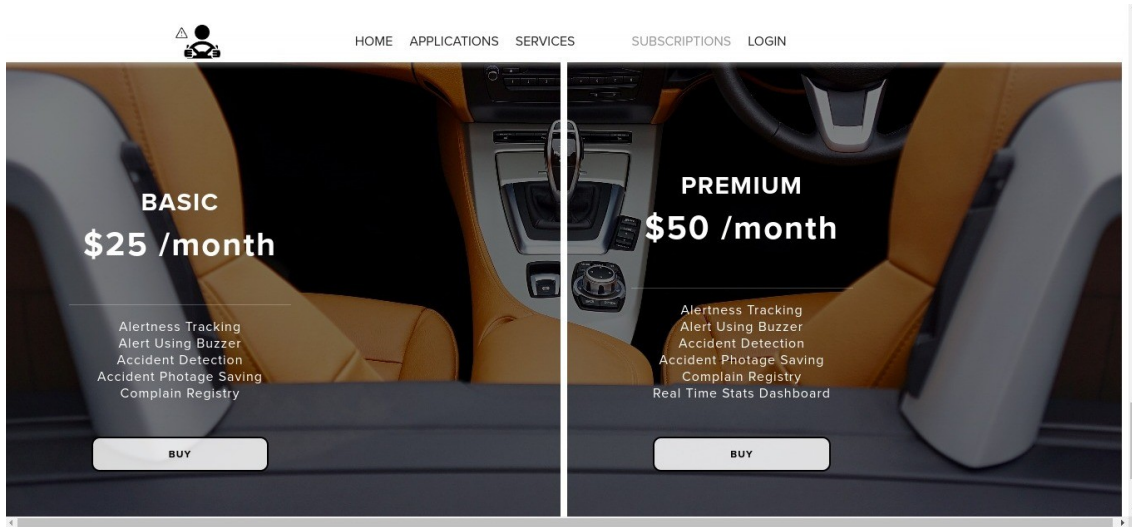 HOME APPLICATIONS SERVICES SUBSCRIPTIONS LOGIN
BASIC
$25 /month
Alertness Tracking
Alert Using Buzzer
Accident Detection
Accident Photage Saving
Complain Registry
BUY
PREMIUM
$50 /month
Alertness Tracking
Alert Using Buzzer
Accident Detection
Accident Photage Saving
Complain Registry
Real Time Stats Dashboard
BUY